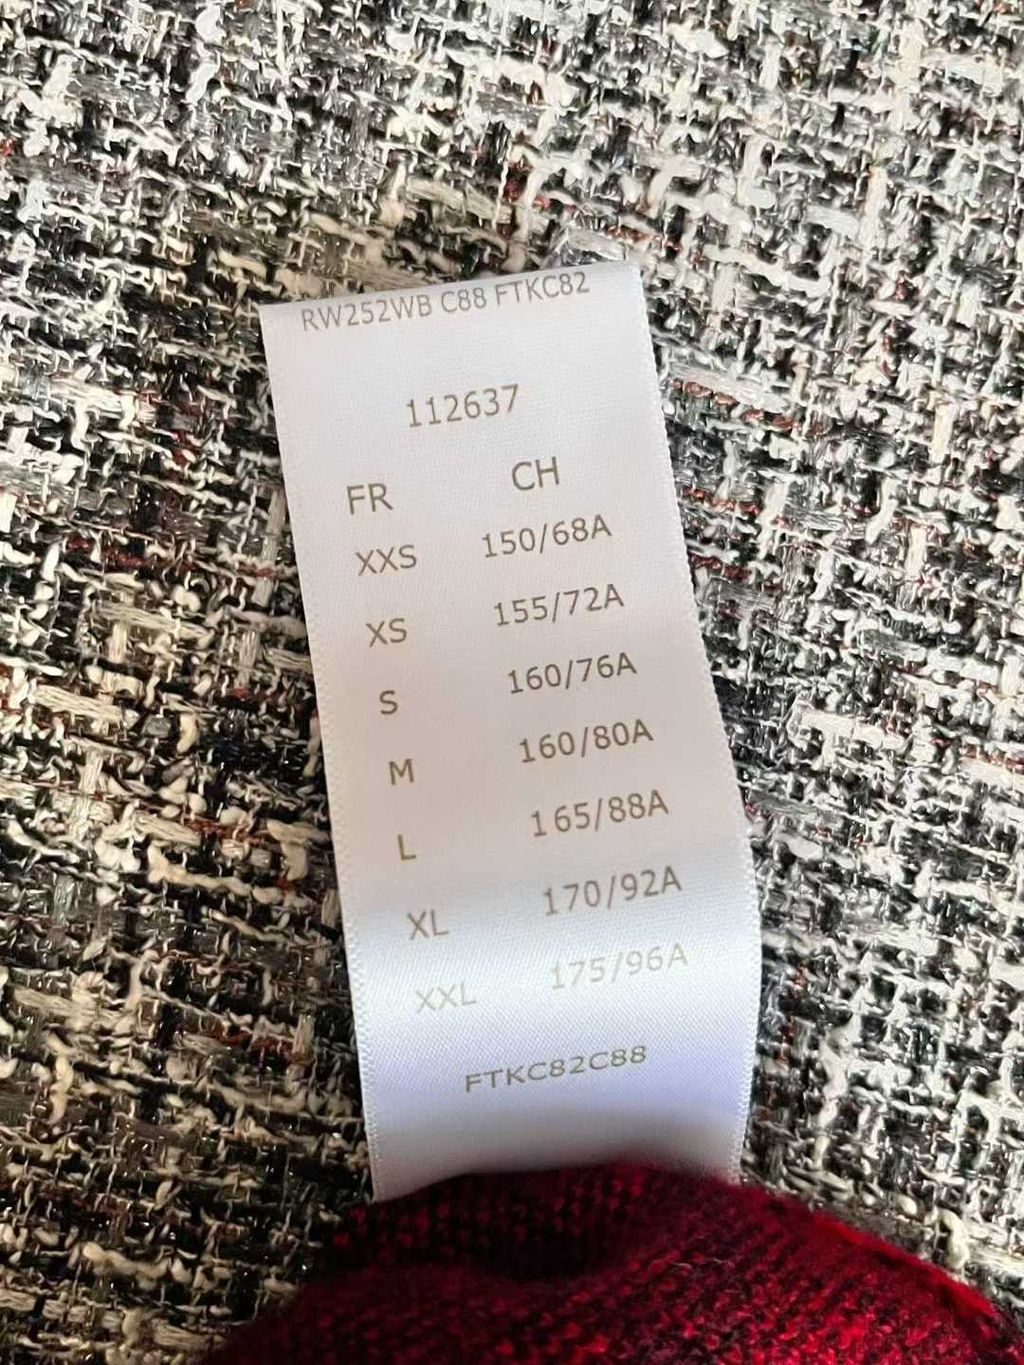 RW252WB C88 FTKC82
112637
FR CH
XXS 150/68A
XS 155/72A
S 160/76A
M 160/80A
L 165/88A
XL 170/92A
XXL 175/96A
FTKC82C88